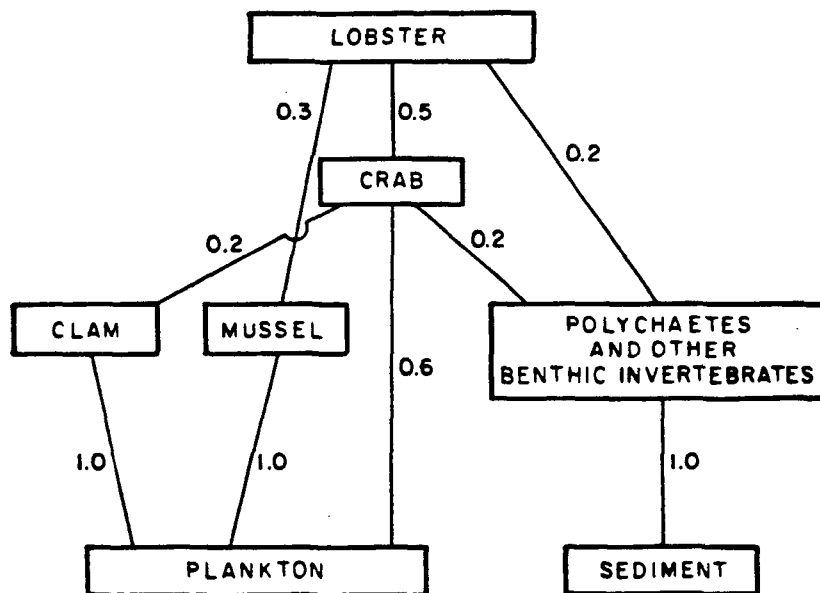 LOBSTER
0.3
0.5
0.2
CRAB
0.2
0.2
CLAM
MUSSEL
POLYCHAETES
AND OTHER
BENTHIC INVERTEBRATES
0.6
1.0
1.0
1.0
PLANKTON
SEDIMENT